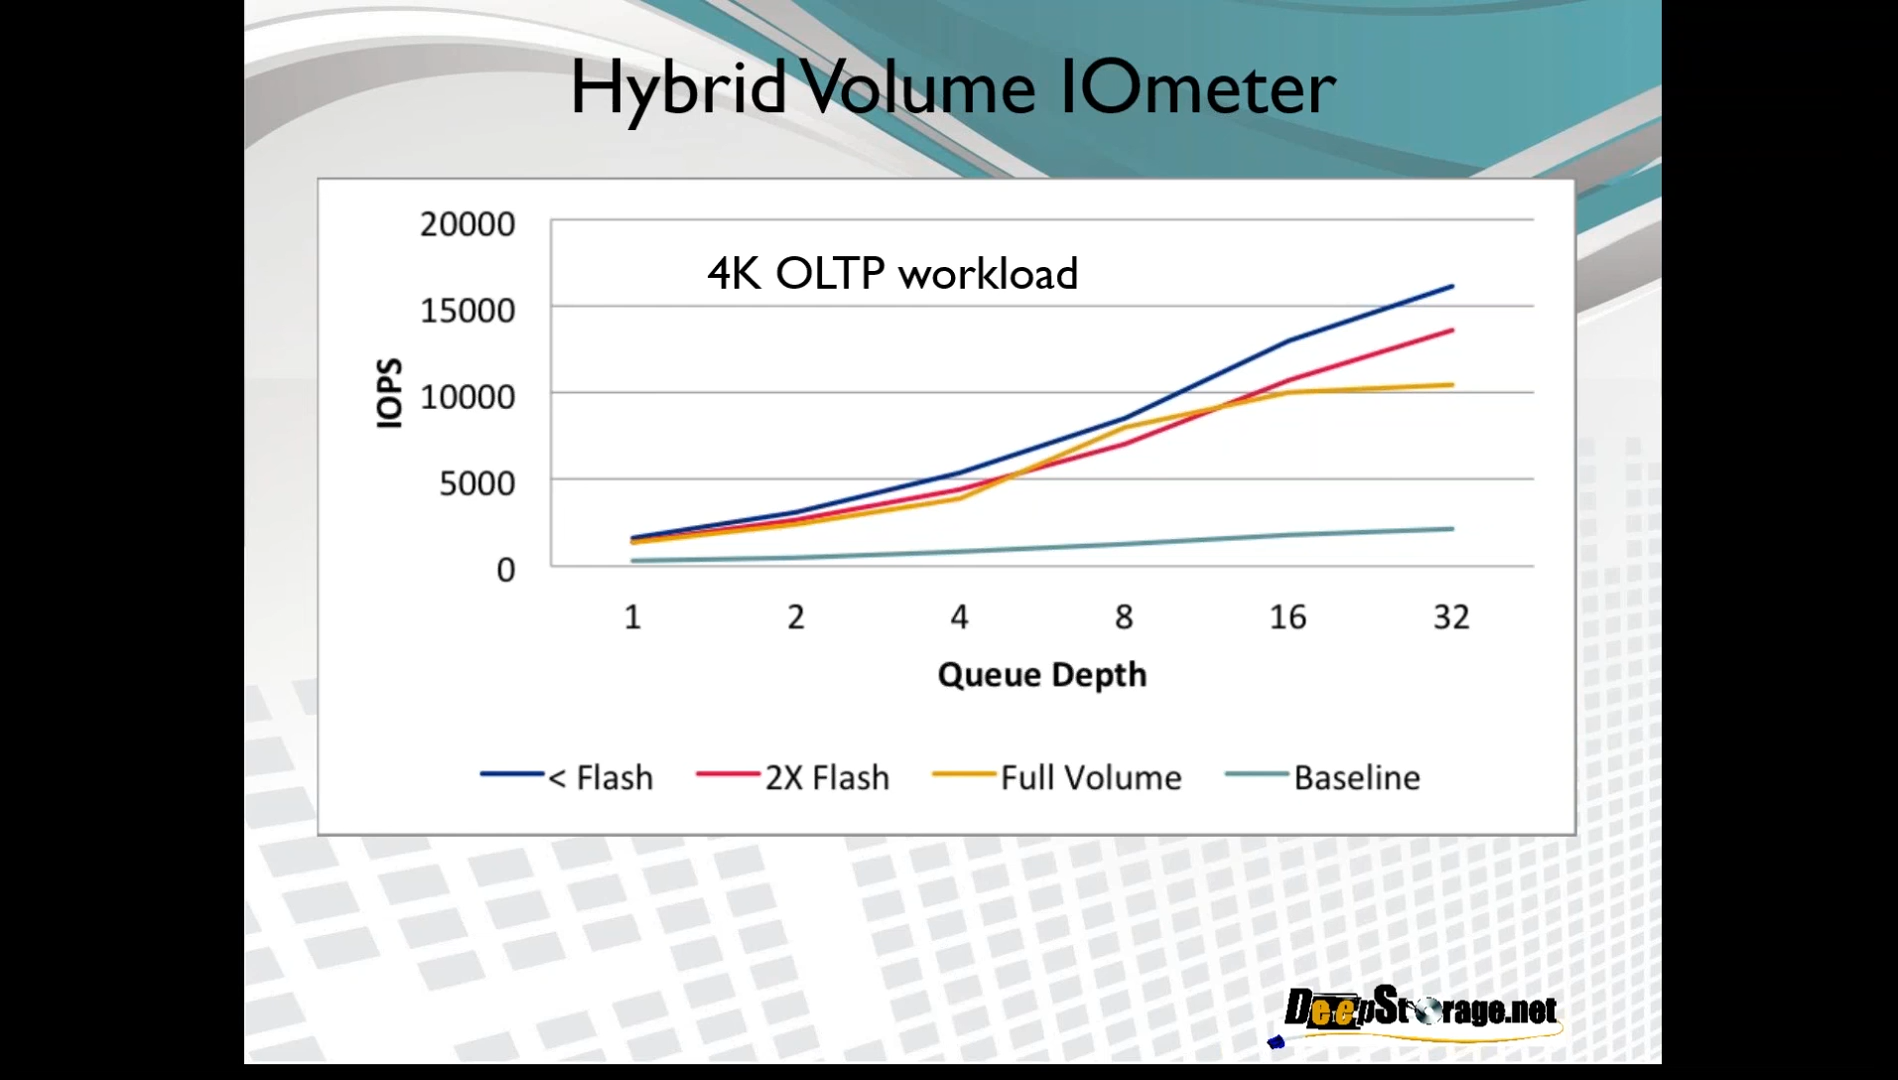 Hybrid Volume IOmeter
20000
4K OLTP workload
15000
IOPS
10000
5000
0
1 2 4 8 16 32
Queue Depth
< Flash 2X Flash Full Volume Baseline
DeepStorage.net